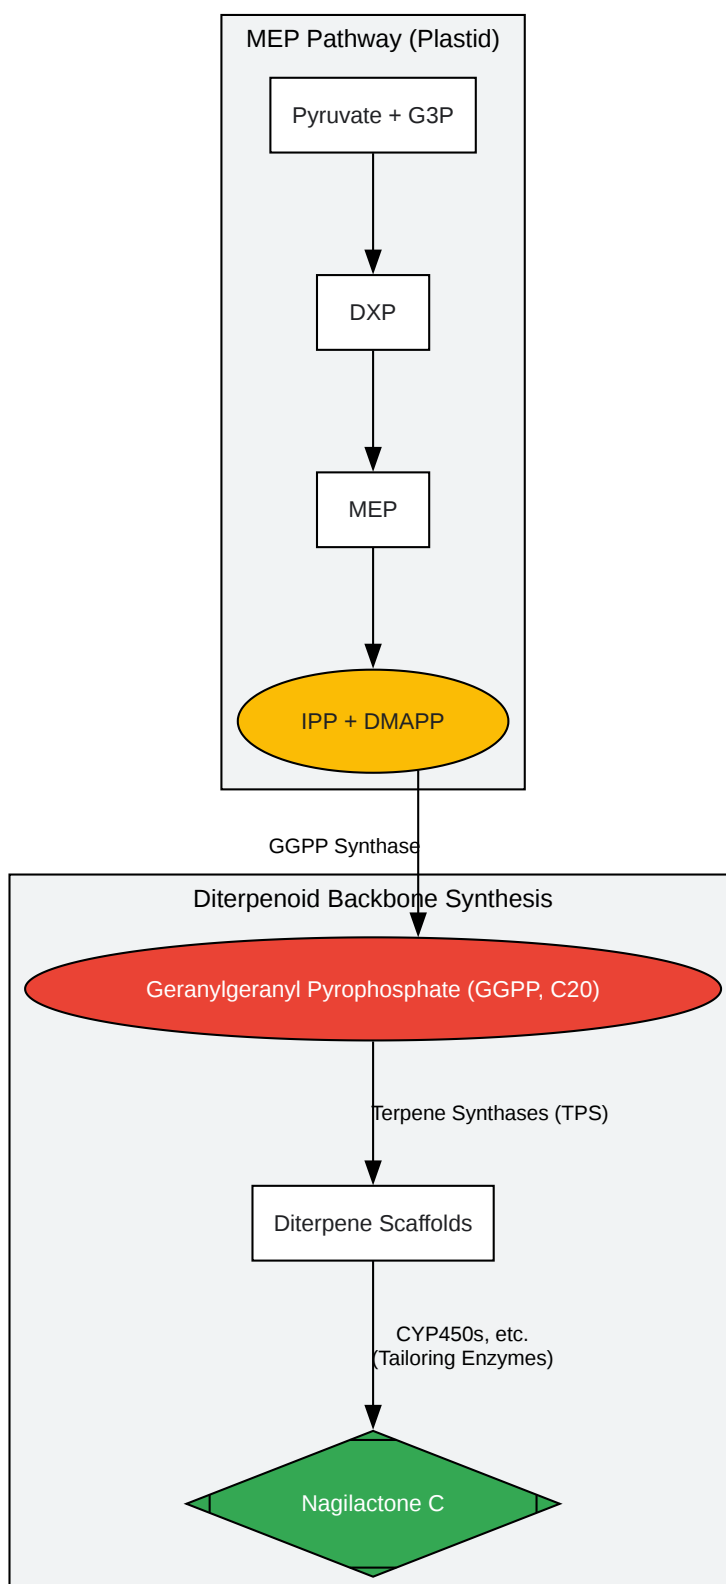 MEP Pathway (Plastid)
Pyruvate + G3P
DXP
MEP
IPP + DMAPP
GGPP Synthase
Diterpenoid Backbone Synthesis
Geranylgeranyl Pyrophosphate (GGPP, C20)
Terpene Synthases (TPS)
Diterpene Scaffolds
CYP450s, etc.
(Tailoring Enzymes)
Nagilactone C